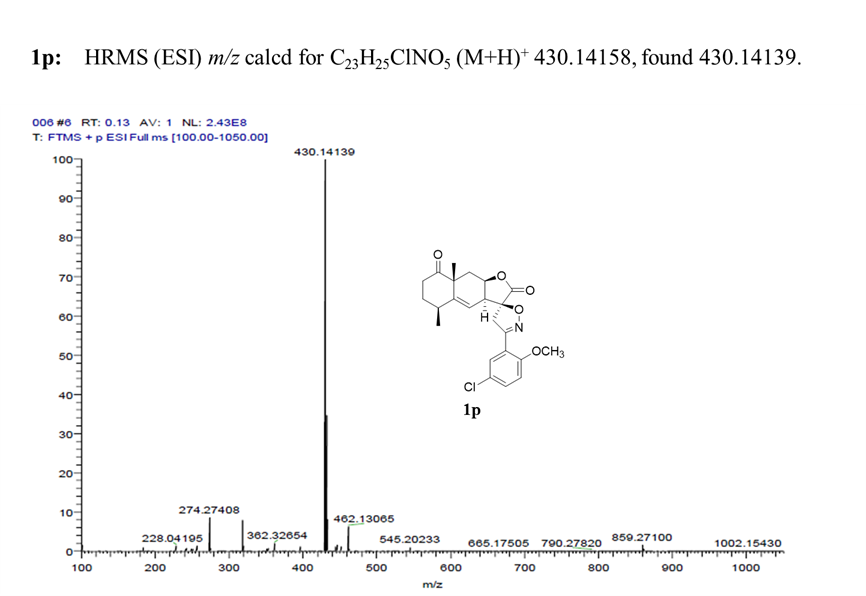 1p: HRMS (ESI) m/z calcd for C₂₃H₂₅ClNO₅ (M+H)⁺ 430.14158, found 430.14139.
006 #6 RT: 0.13 AV: 1 NL: 2.43E8
T: FTMS + p ESI Full ms [100.00-1050.00]
430.14139
100
90
80
70
60
50
40
30
20
10
0
O
O
O
H
O
N
OCH₃
Cl
1p
274.27408
228.04195
362.32654
462.13065
545.20233
665.17505
790.27820
859.27100
1002.15430
100 200 300 400 500 600 700 800 900 1000
m/z